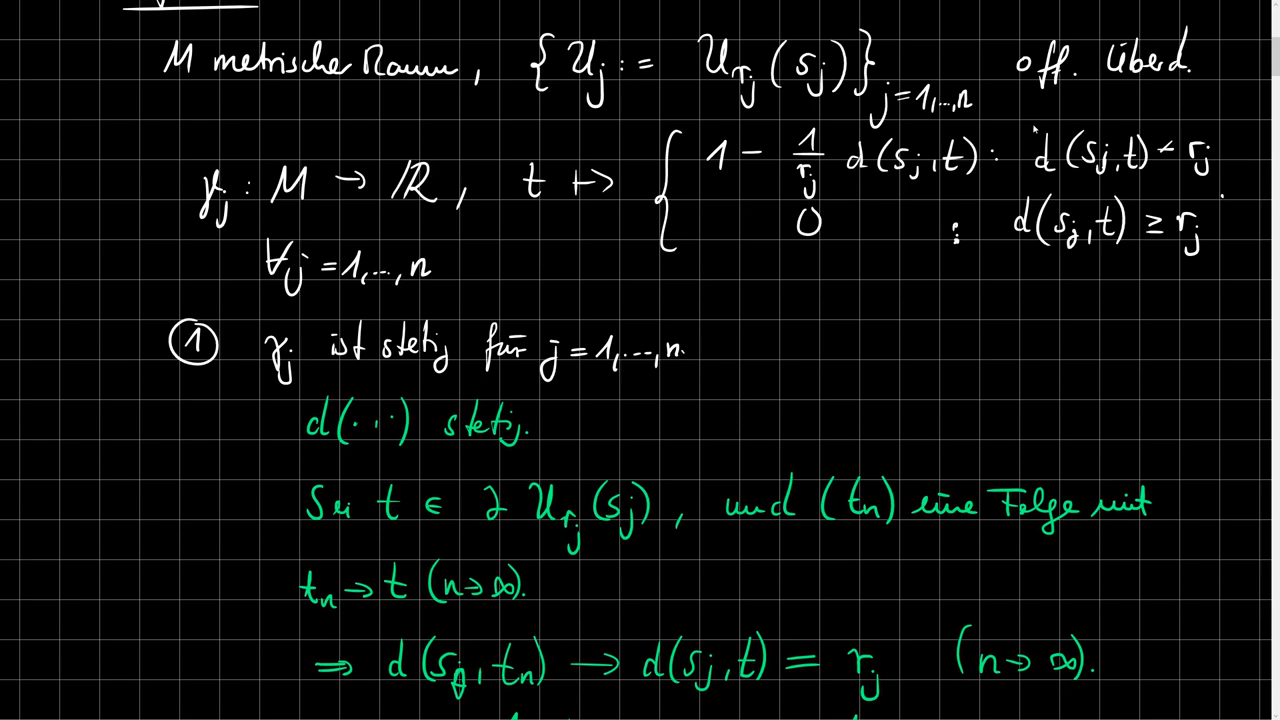 M metrischer Raum, { U_j := U_{r_j}(s_j) }_{j=1,...,n} off. Überd.
γ_j : M → ℝ, t ↦ { 1 - 1/r_j d(s_j,t) : d(s_j,t) < r_j
0 : d(s_j,t) ≥ r_j .
∀j = 1,...,n
① γ_j ist stetig für j = 1,...,n.
d(·,·) stetig.
Sei t ∈ ∂ U_{r_j}(s_j), und (t_n) eine Folge mit
t_n → t (n→∞).
⇒ d(s_j, t_n) → d(s_j,t) = r_j (n→∞).